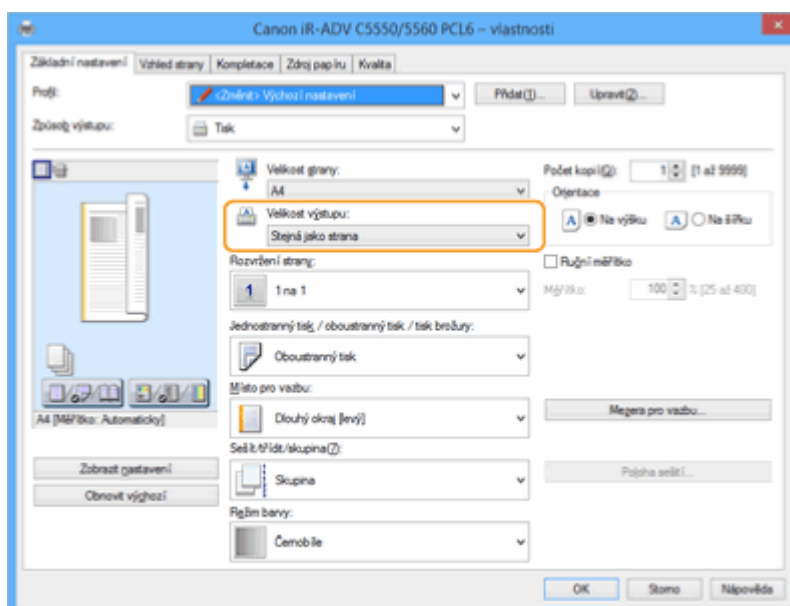 Canon iR-ADV C5550/5560 PCL6 – vlastnosti
Základní nastavení Vzhled strany Kompletace Zdroj papíru Kvalita
Profil: <Změnit> Výchozí nastavení Přidat(1)... Upravit(2)...
Způsob výstupu: Tisk
Velikost strany:
A4
Velikost výstupu:
Stejná jako strana
Rozvržení strany:
1 1 na 1
Jednostranný tisk / oboustranný tisk / tisk brožury:
Oboustranný tisk
Místo pro vazbu:
Dlouhý okraj [levý]
Sešít/třídit/skupina(Z):
Skupina
Režim barvy:
Černobíle
Počet kopií(Q): 1 [1 až 9999]
Orientace
A Na výšku A Na šířku
Ruční měřítko
Měřítko: 100 % [25 až 400]
Megera pro vazbu...
Poloha sešití...
A4 [Měřítko: Automaticky]
Zobrazit nastavení
Obnovit výchozí
OK Storno Nápověda